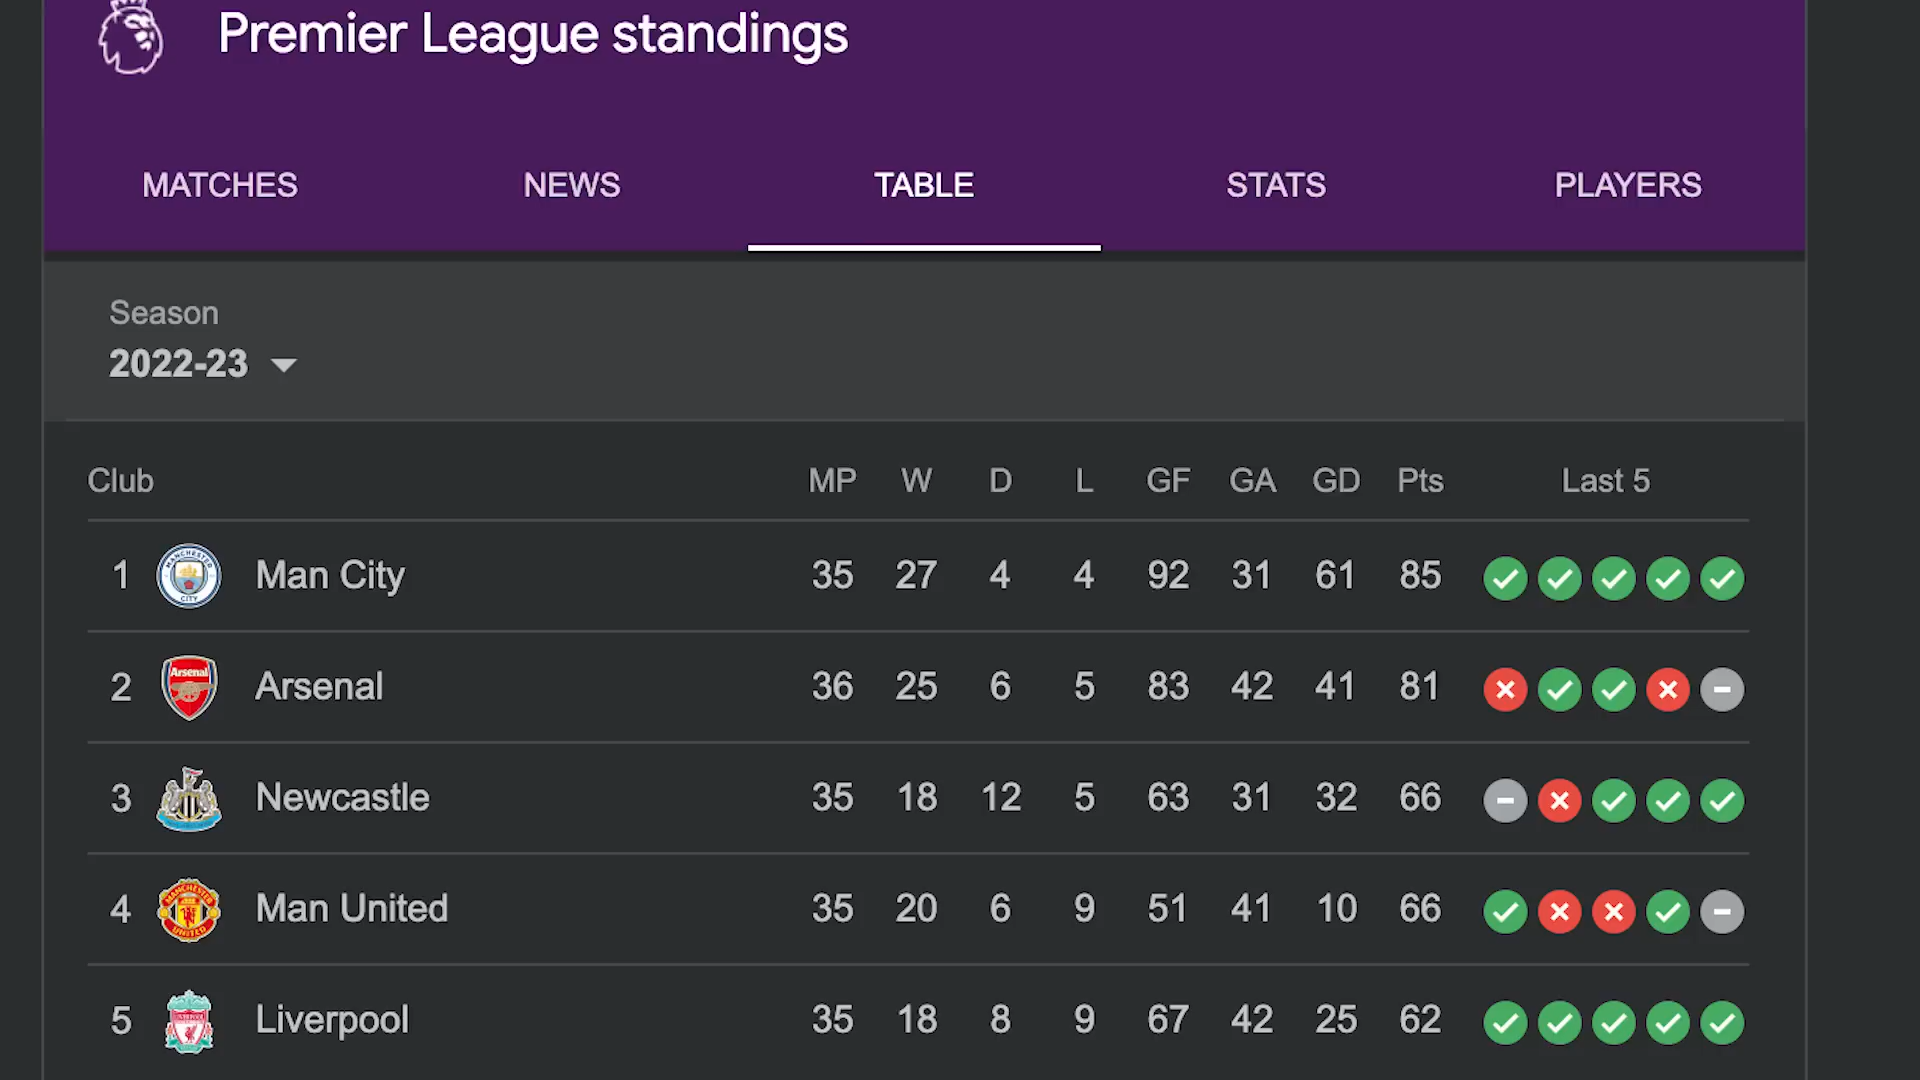 Premier League standings
MATCHES NEWS TABLE STATS PLAYERS
Season
2022-23
Club MP W D L GF GA GD Pts Last 5
1 Man City 35 27 4 4 92 31 61 85
2 Arsenal Arsenal 36 25 6 5 83 42 41 81
3 Newcastle 35 18 12 5 63 31 32 66
4 Man United 35 20 6 9 51 41 10 66
5 Liverpool 35 18 8 9 67 42 25 62